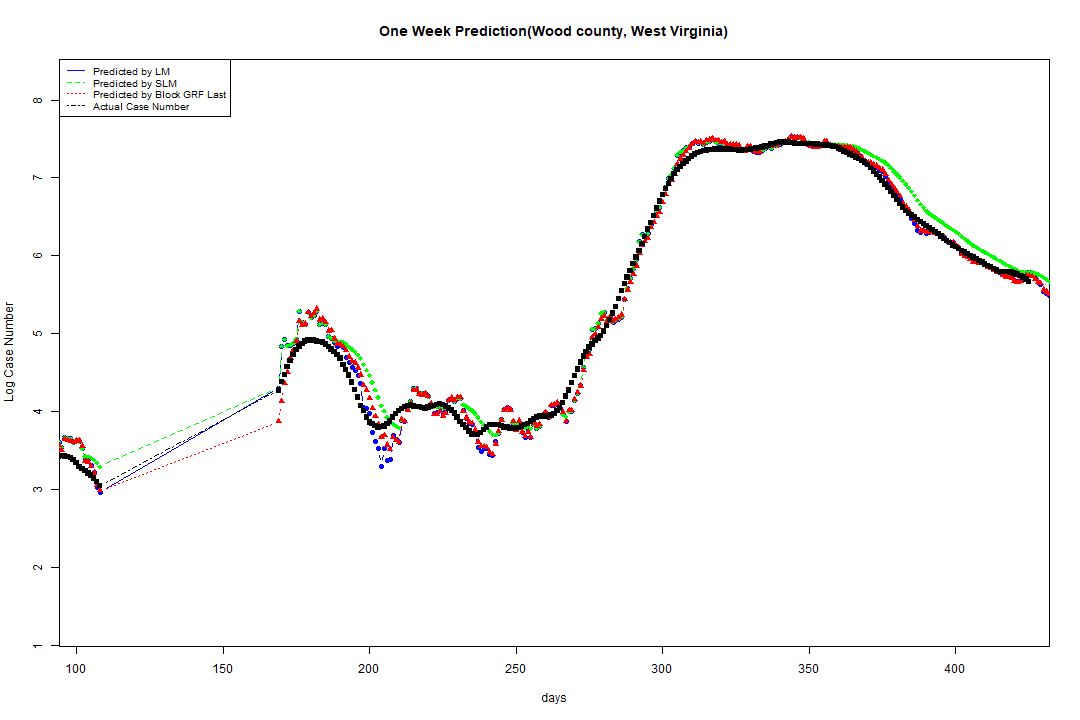 One Week Prediction(Wood county, West Virginia)
Predicted by LM
Predicted by SLM
Predicted by Block GRF Last
Actual Case Number
8
7
6
5
4
3
2
1
Log Case Number
100 150 200 250 300 350 400
days